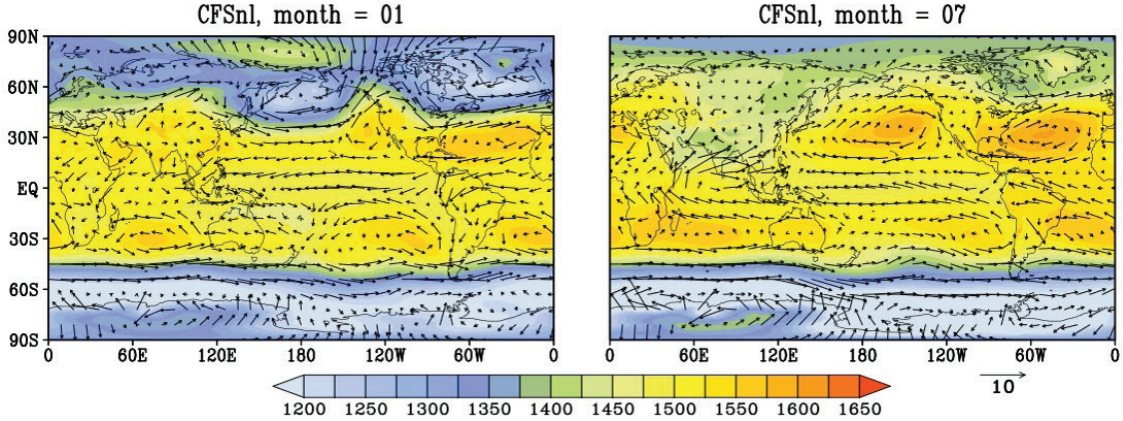 CFSnl, month = 01
CFSnl, month = 07
90N
60N
30N
EQ
30S
60S
90S
0 60E 120E 180 120W 60W 0
0 60E 120E 180 120W 60W 0
10
1200 1250 1300 1350 1400 1450 1500 1550 1600 1650